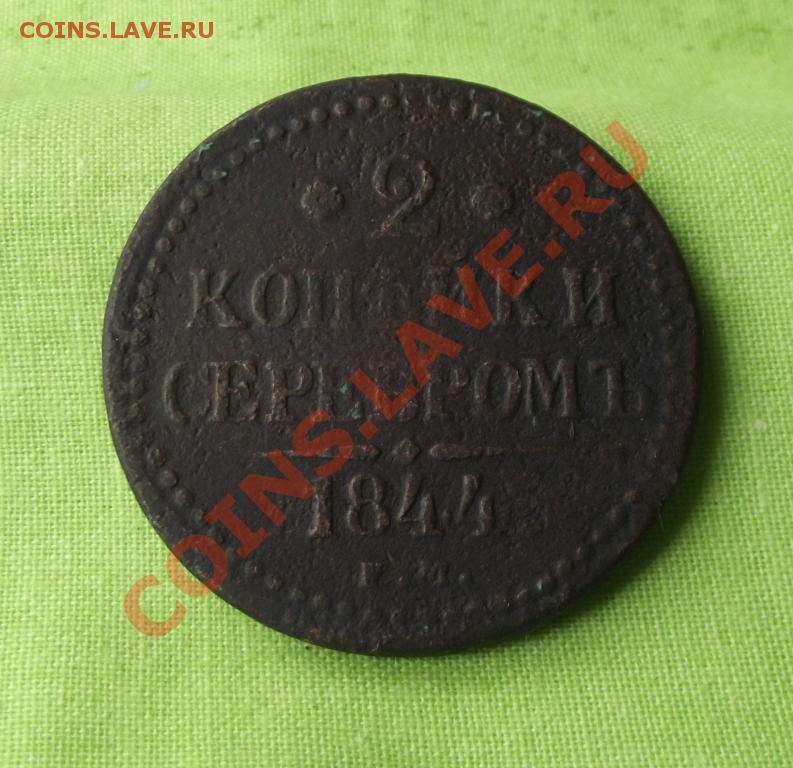 COINS.LAVE.RU
* 2 *
КОПѢЙКИ
СЕРЕБРОМЪ
1844
Е.М.
COINS.LAVE.RU